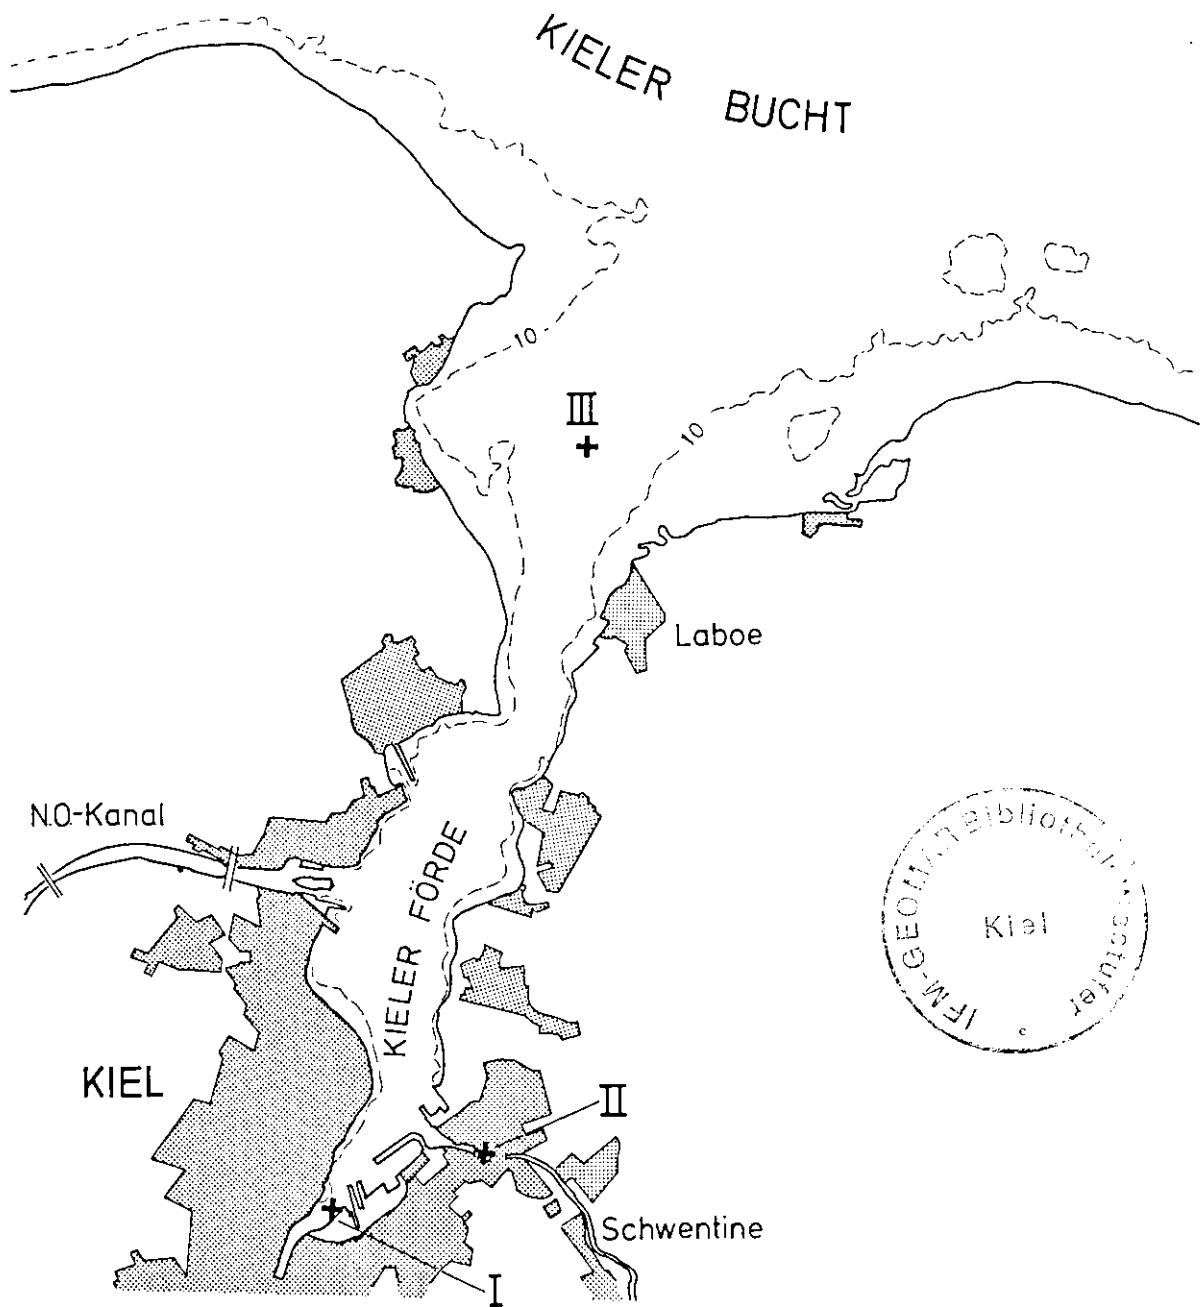 KIELER BUCHT
10
III
10
Laboe
N.O-Kanal
KIELER FÖRDE
IFM-GEOMAR Bibliothek
Kiel
KIEL
II
Schwentine
I